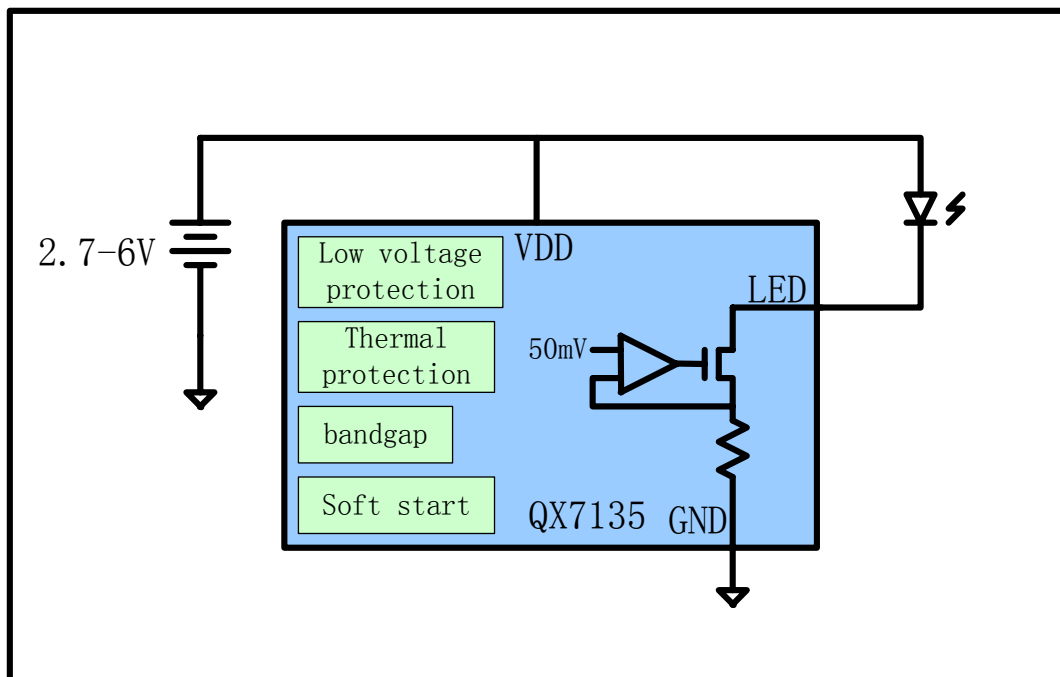 2.7-6V
Low voltage
protection
VDD
Thermal
protection
bandgap
Soft start
50mV
LED
QX7135
GND